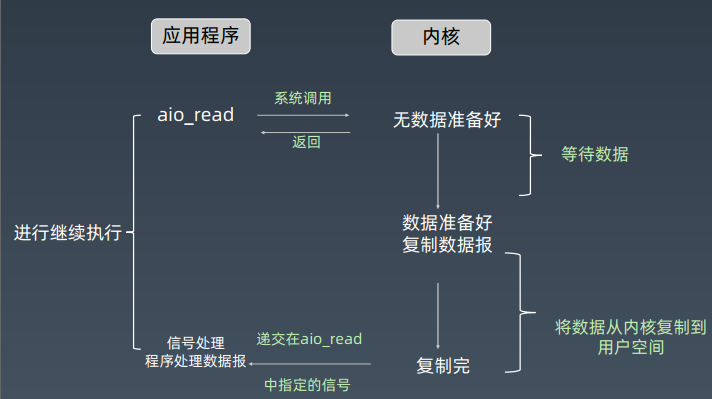 应用程序
内核
系统调用
aio_read
无数据准备好
返回
等待数据
数据准备好
复制数据报
进行继续执行
将数据从内核复制到
用户空间
信号处理
程序处理数据报
递交在aio_read
中指定的信号
复制完